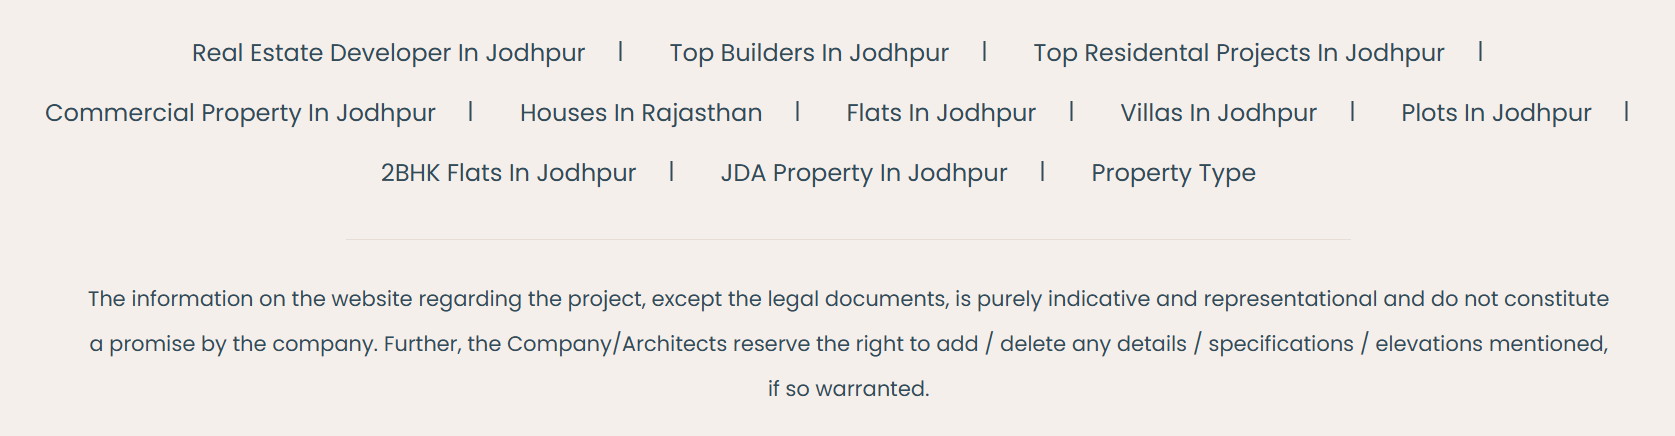 Real Estate Developer In Jodhpur | Top Builders In Jodhpur | Top Residental Projects In Jodhpur |
Commercial Property In Jodhpur | Houses In Rajasthan | Flats In Jodhpur | Villas In Jodhpur | Plots In Jodhpur |
2BHK Flats In Jodhpur | JDA Property In Jodhpur | Property Type
The information on the website regarding the project, except the legal documents, is purely indicative and representational and do not constitute
a promise by the company. Further, the Company/Architects reserve the right to add / delete any details / specifications / elevations mentioned,
if so warranted.